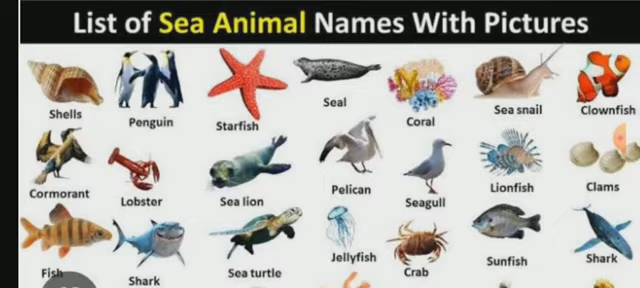 List of Sea Animal Names With Pictures
Shells
Penguin
Starfish
Seal
Coral
Sea snail
Clownfish
Cormorant
Lobster
Sea lion
Pelican
Seagull
Lionfish
Clams
Fish
Shark
Sea turtle
Jellyfish
Crab
Sunfish
Shark